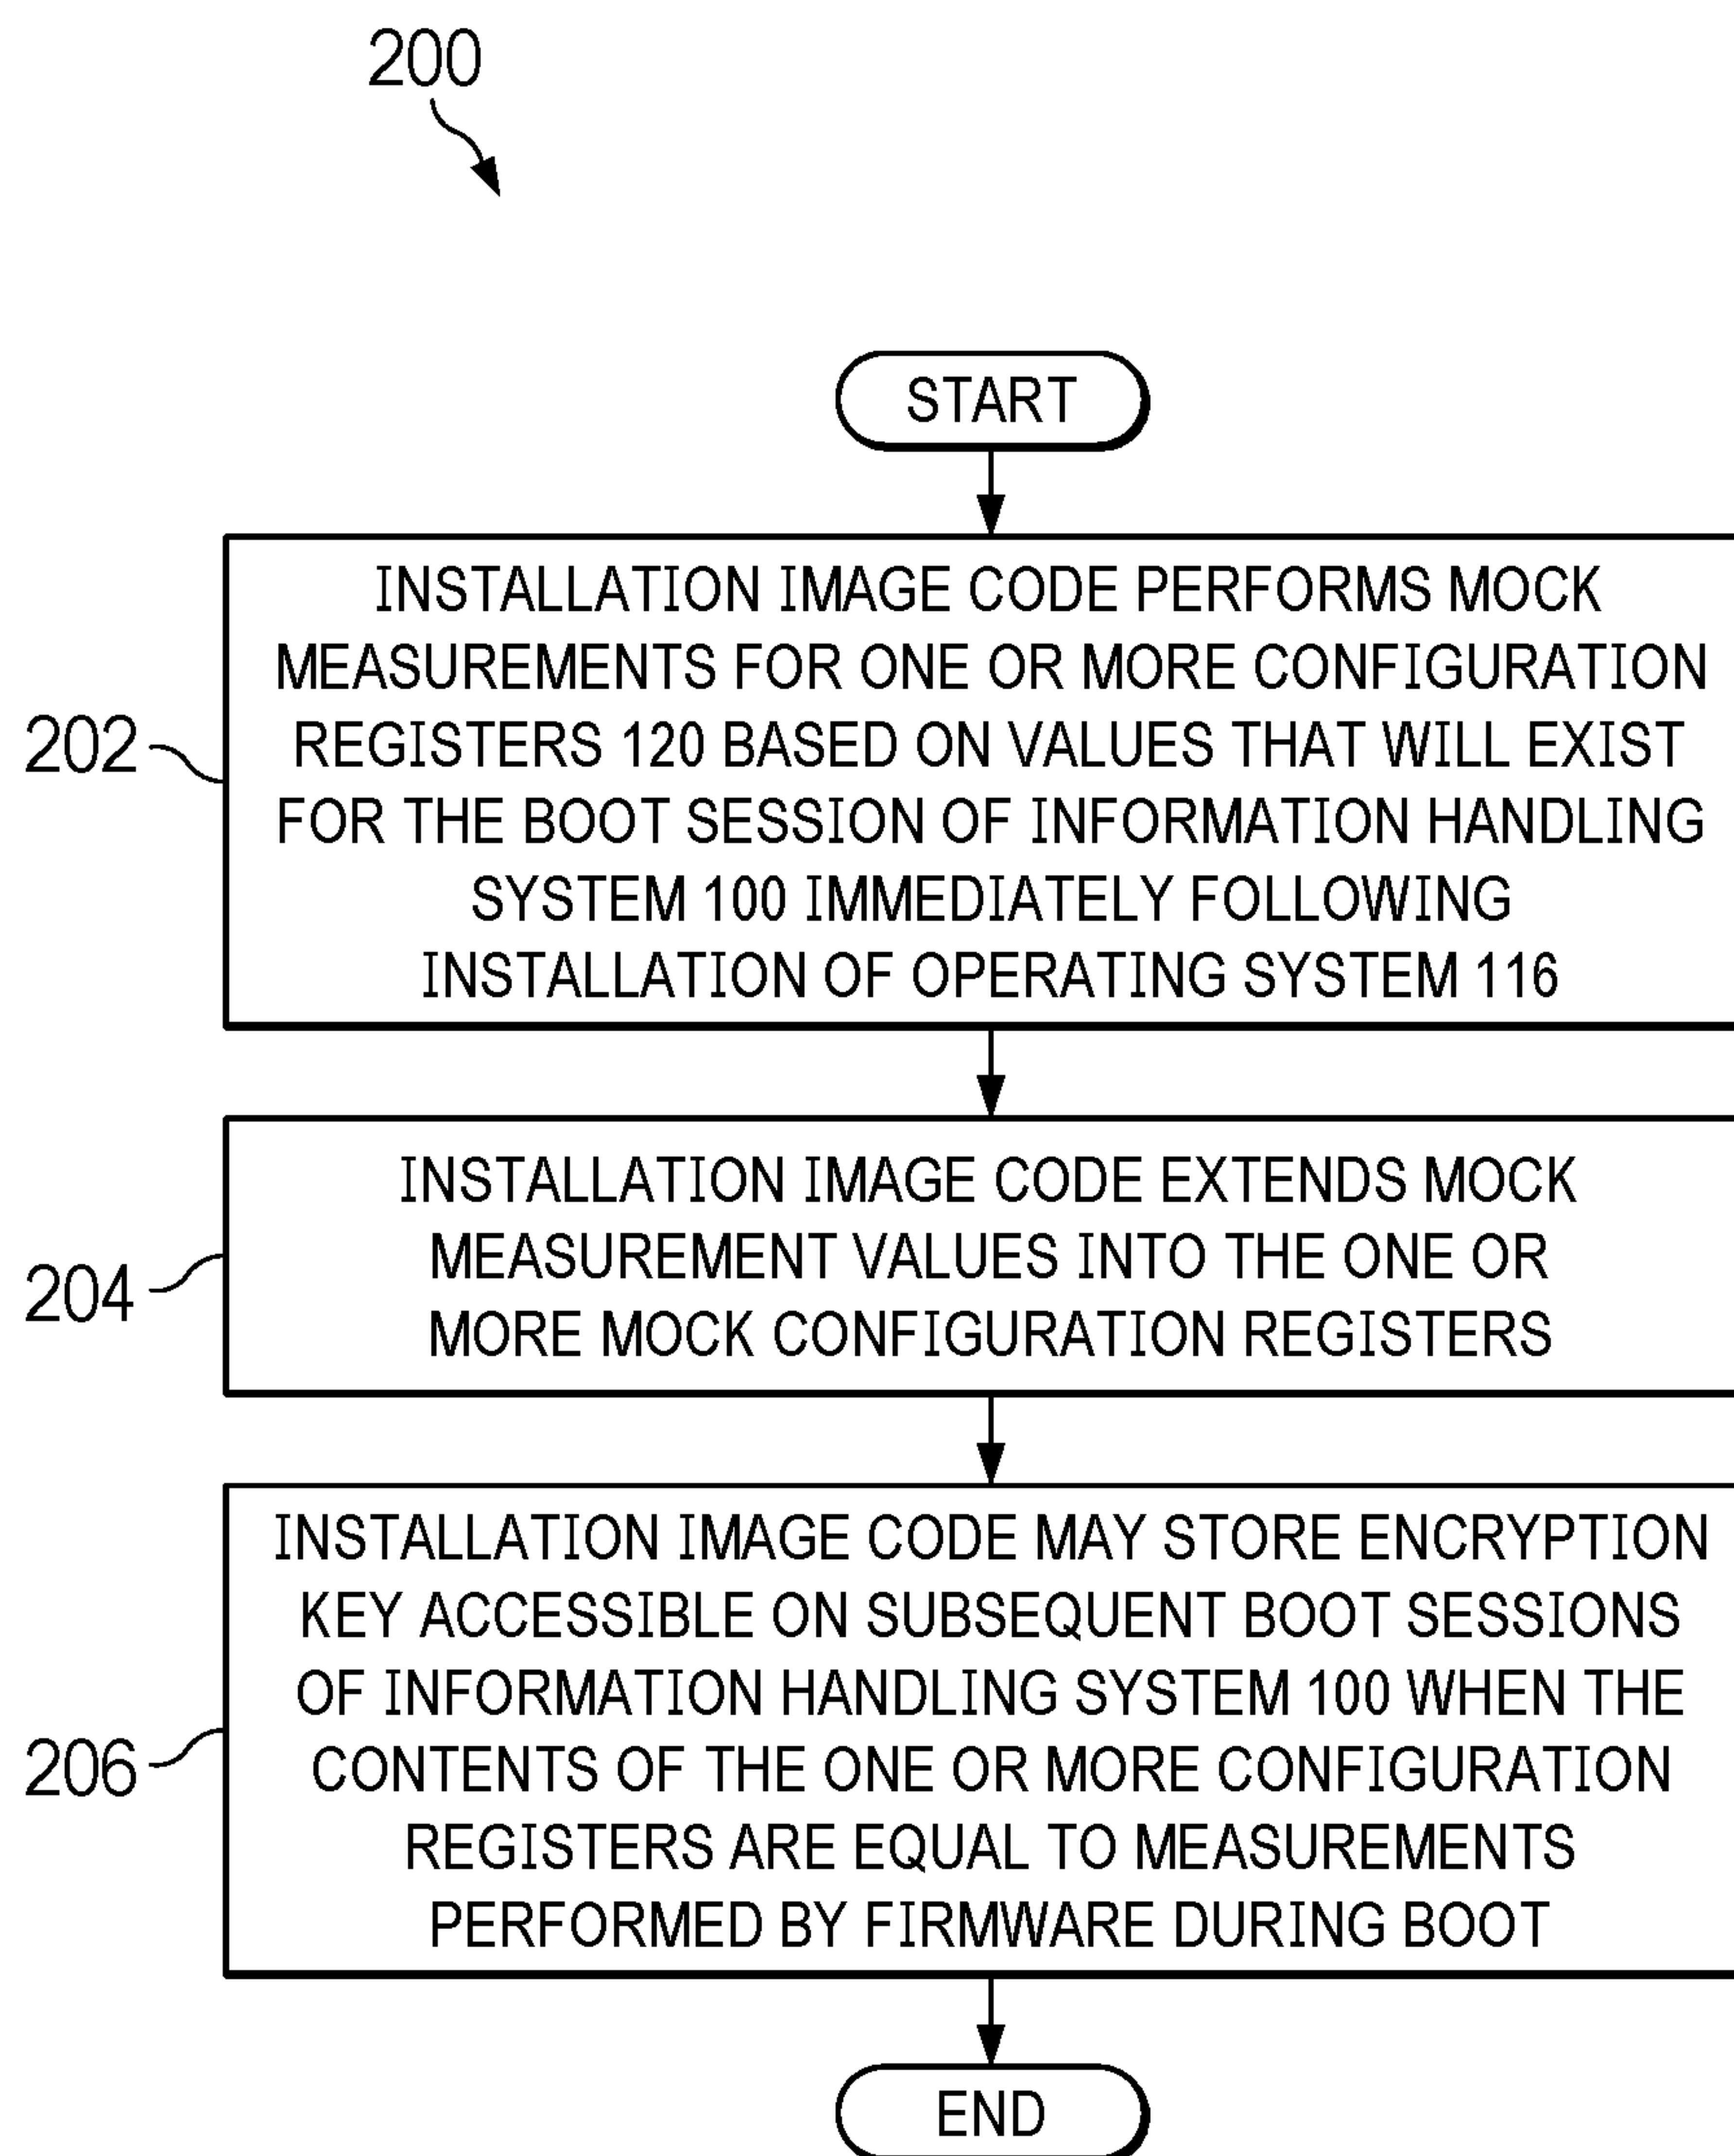 200
START
202
INSTALLATION IMAGE CODE PERFORMS MOCK
MEASUREMENTS FOR ONE OR MORE CONFIGURATION
REGISTERS 120 BASED ON VALUES THAT WILL EXIST
FOR THE BOOT SESSION OF INFORMATION HANDLING
SYSTEM 100 IMMEDIATELY FOLLOWING
INSTALLATION OF OPERATING SYSTEM 116
204
INSTALLATION IMAGE CODE EXTENDS MOCK
MEASUREMENT VALUES INTO THE ONE OR
MORE MOCK CONFIGURATION REGISTERS
206
INSTALLATION IMAGE CODE MAY STORE ENCRYPTION
KEY ACCESSIBLE ON SUBSEQUENT BOOT SESSIONS
OF INFORMATION HANDLING SYSTEM 100 WHEN THE
CONTENTS OF THE ONE OR MORE CONFIGURATION
REGISTERS ARE EQUAL TO MEASUREMENTS
PERFORMED BY FIRMWARE DURING BOOT
END